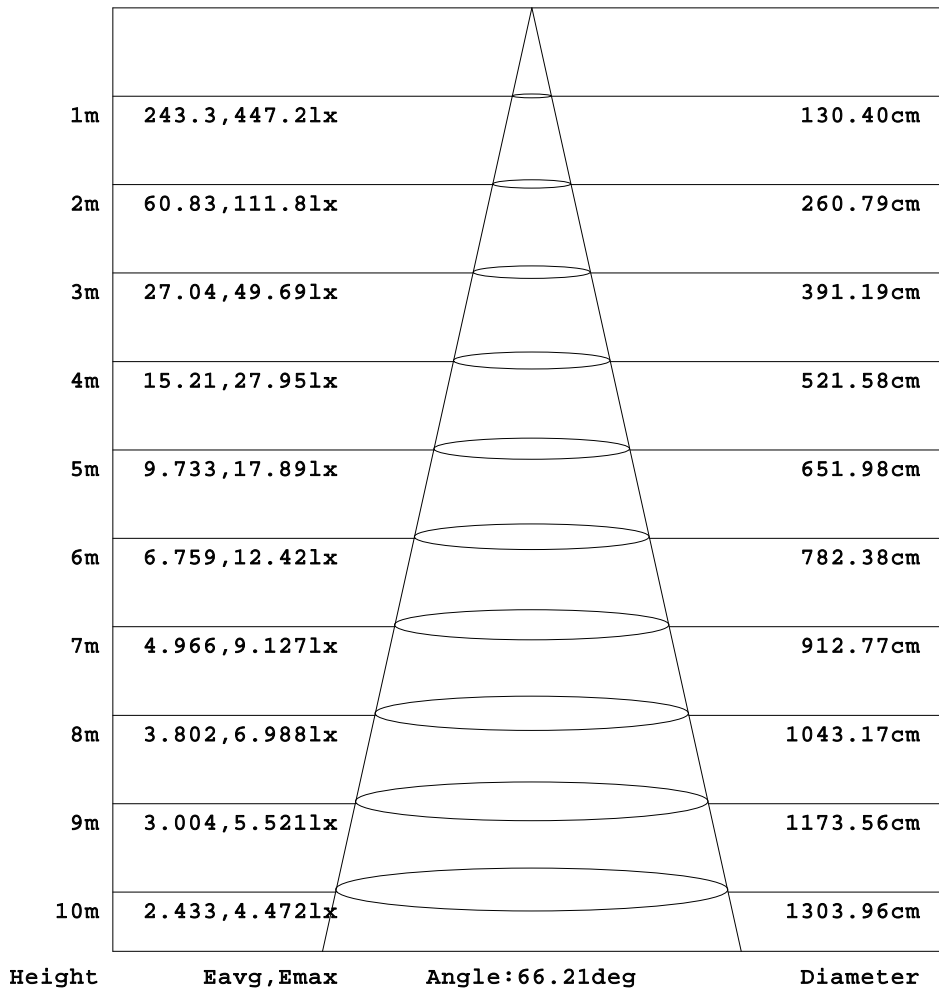 1m 243.3,447.2lx 130.40cm
2m 60.83,111.8lx 260.79cm
3m 27.04,49.69lx 391.19cm
4m 15.21,27.95lx 521.58cm
5m 9.733,17.89lx 651.98cm
6m 6.759,12.42lx 782.38cm
7m 4.966,9.127lx 912.77cm
8m 3.802,6.988lx 1043.17cm
9m 3.004,5.521lx 1173.56cm
10m 2.433,4.472lx 1303.96cm
Height Eavg,Emax Angle:66.21deg Diameter